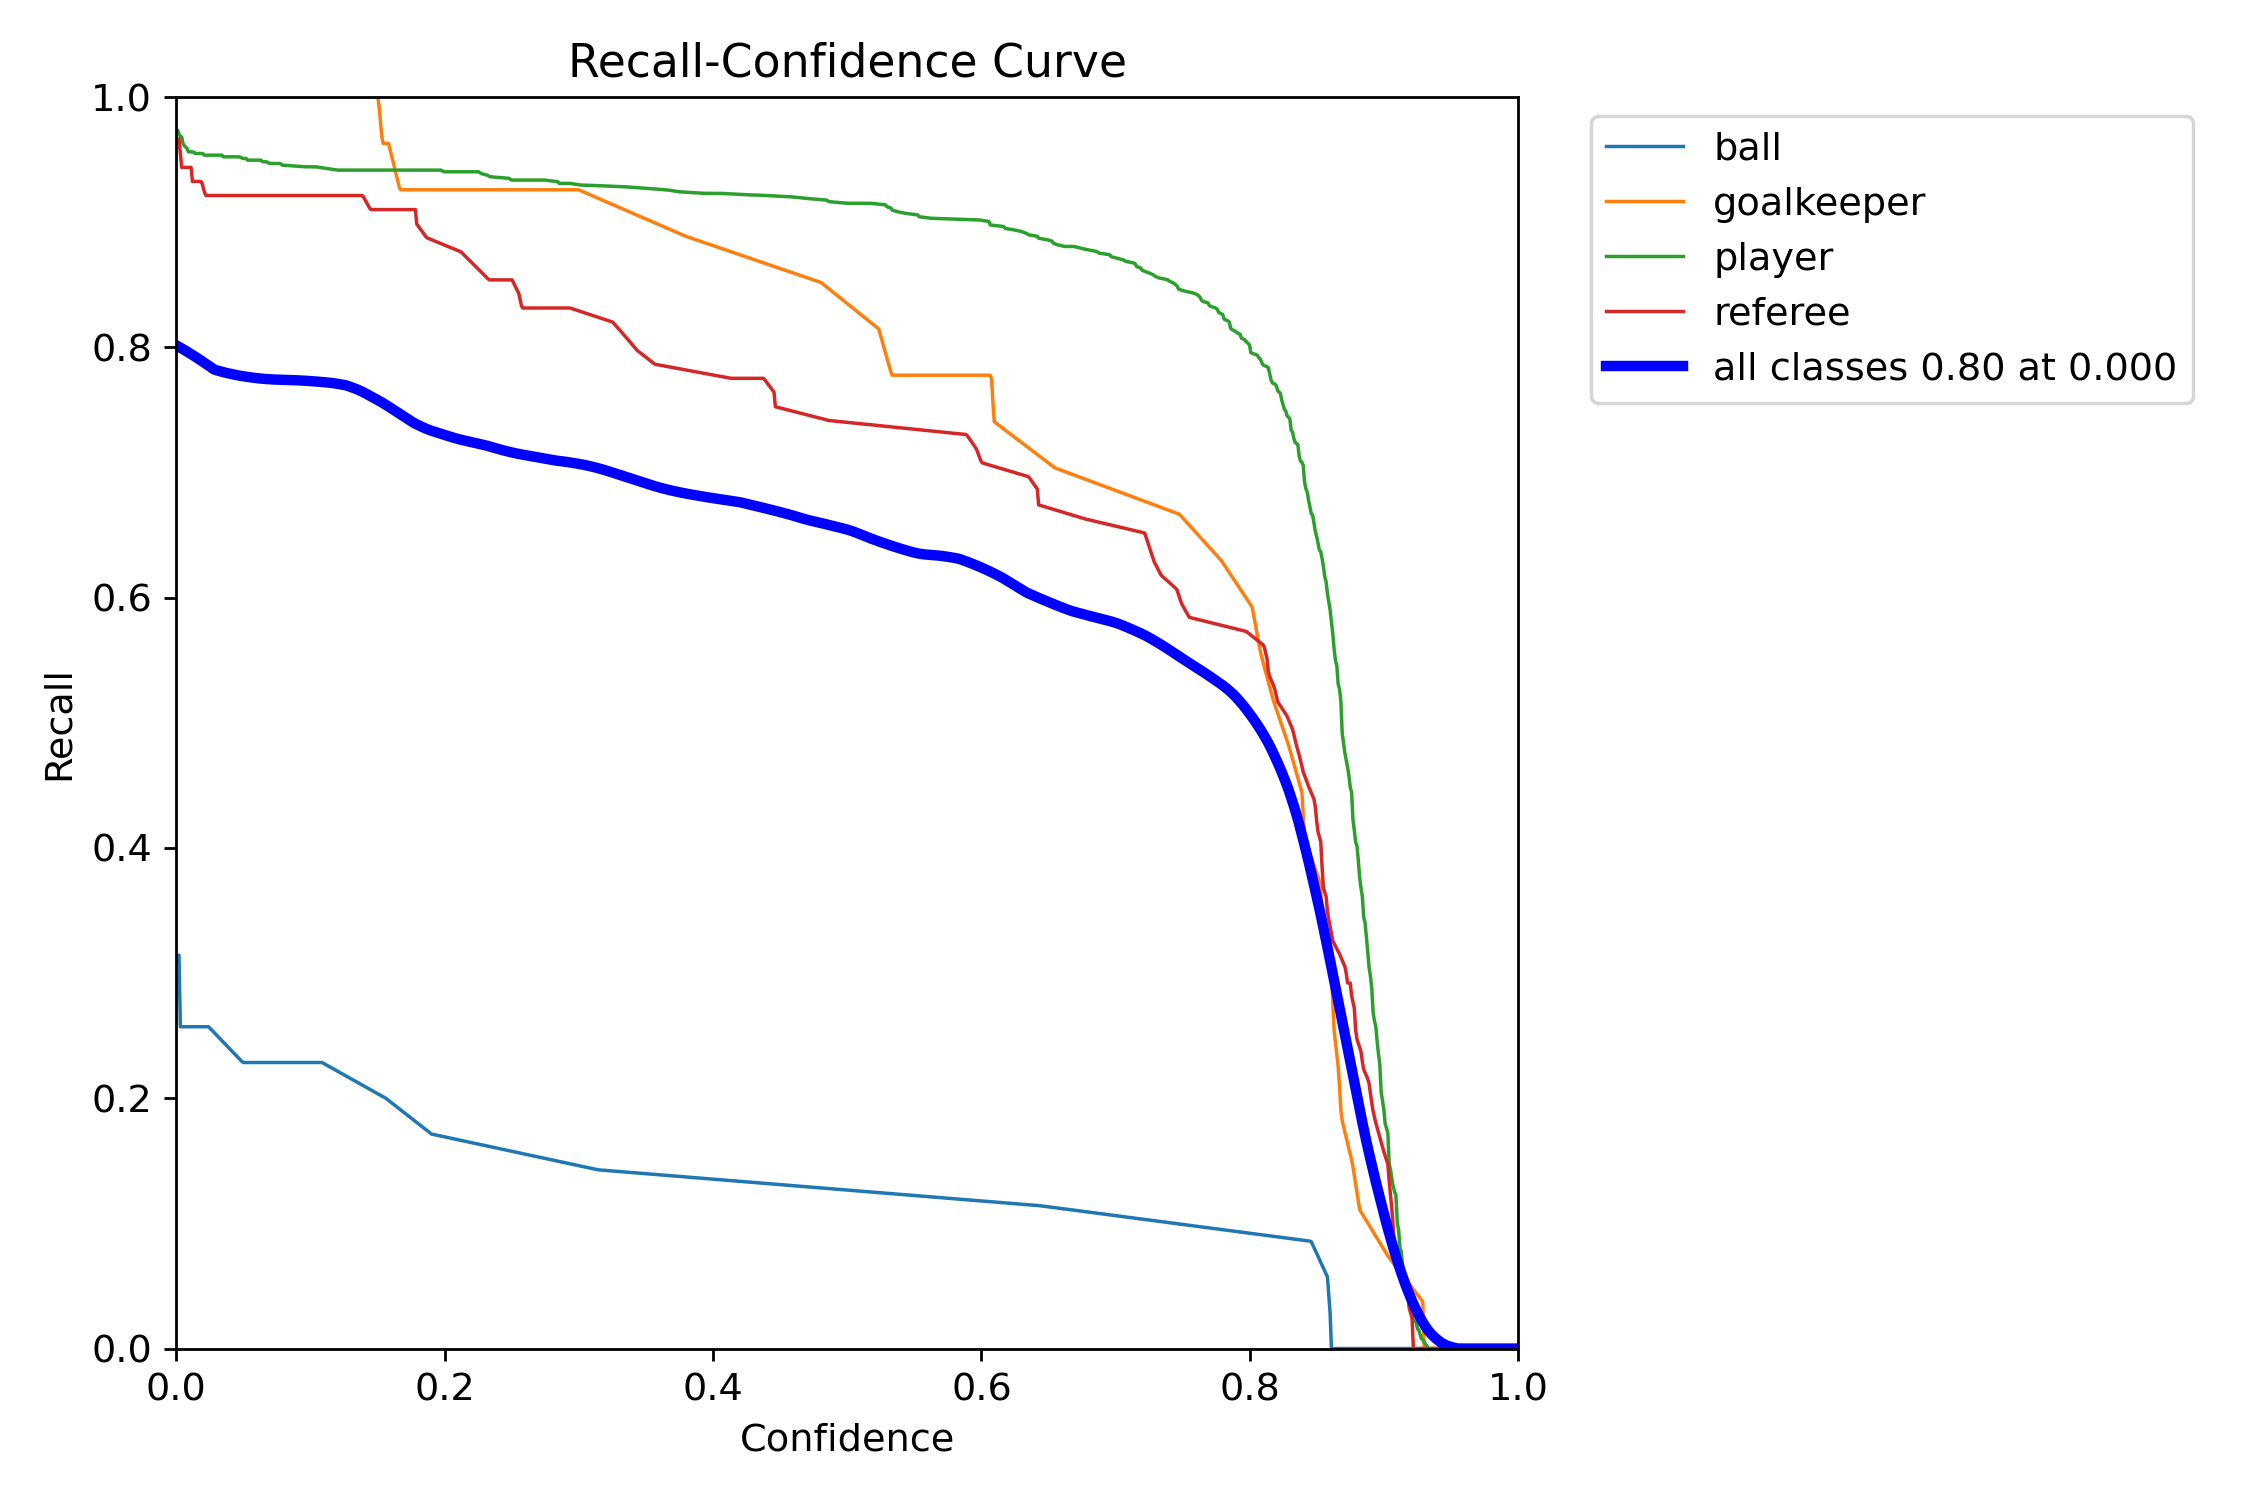 Recall-Confidence Curve
1.0
0.8
0.6
0.4
0.2
0.0
Recall
0.0 0.2 0.4 0.6 0.8 1.0
Confidence
ball
goalkeeper
player
referee
all classes 0.80 at 0.000